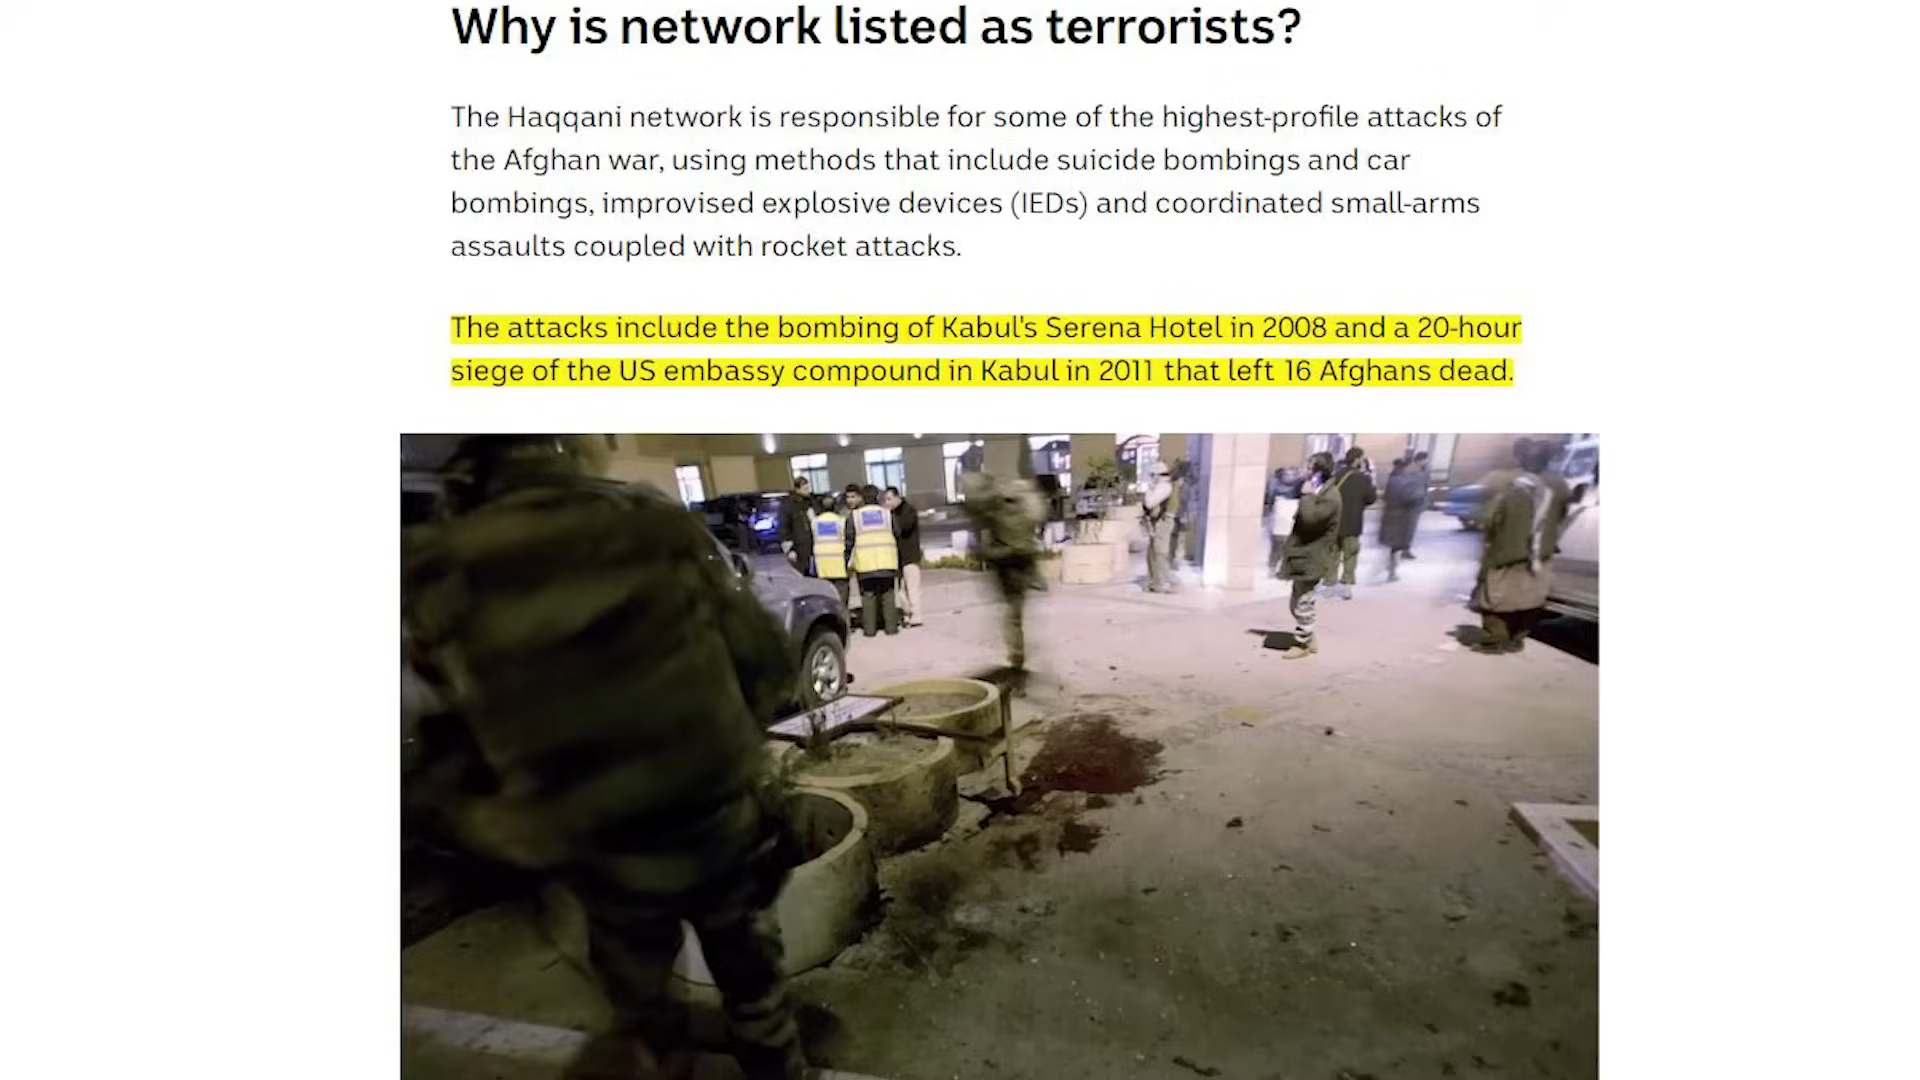 Why is network listed as terrorists?
The Haqqani network is responsible for some of the highest-profile attacks of
the Afghan war, using methods that include suicide bombings and car
bombings, improvised explosive devices (IEDs) and coordinated small-arms
assaults coupled with rocket attacks.
The attacks include the bombing of Kabul's Serena Hotel in 2008 and a 20-hour
siege of the US embassy compound in Kabul in 2011 that left 16 Afghans dead.